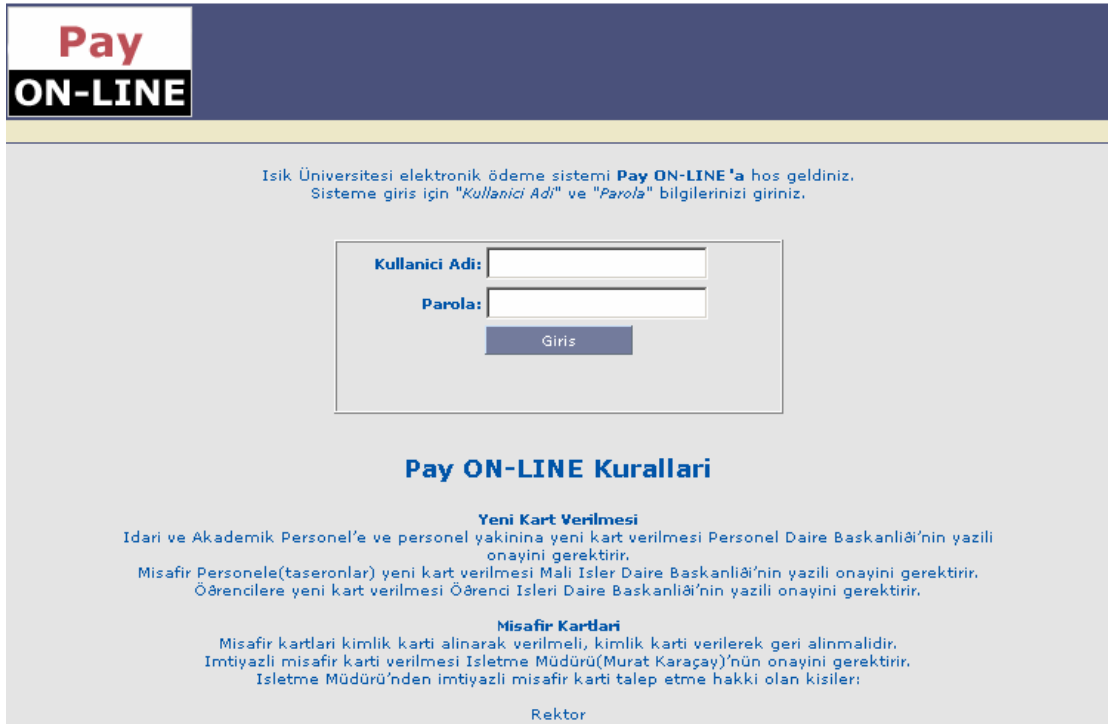 Pay
ON-LINE
Isik Üniversitesi elektronik ödeme sistemi Pay ON-LINE'a hos geldiniz.
Sisteme giris için "Kullanici Adi" ve "Parola" bilgilerinizi giriniz.
Kullanici Adi:
Parola:
Giris
Pay ON-LINE Kurallari
Yeni Kart Verilmesi
Idari ve Akademik Personel'e ve personel yakinina yeni kart verilmesi Personel Daire Baskanliâi'nin yazili
onayini gerektirir.
Misafir Personele(taseronlar) yeni kart verilmesi Mali Isler Daire Baskanliâi'nin yazili onayini gerektirir.
Öârencilere yeni kart verilmesi Öârenci Isleri Daire Baskanliâi'nin yazili onayini gerektirir.
Misafir Kartlari
Misafir kartlari kimlik karti alinarak verilmeli, kimlik karti verilerek geri alinmalidir.
Imtiyazli misafir karti verilmesi Isletme Müdürü(Murat Karaçay)'nün onayini gerektirir.
Isletme Müdürü'nden imtiyazli misafir karti talep etme hakki olan kisiler:
Rektor